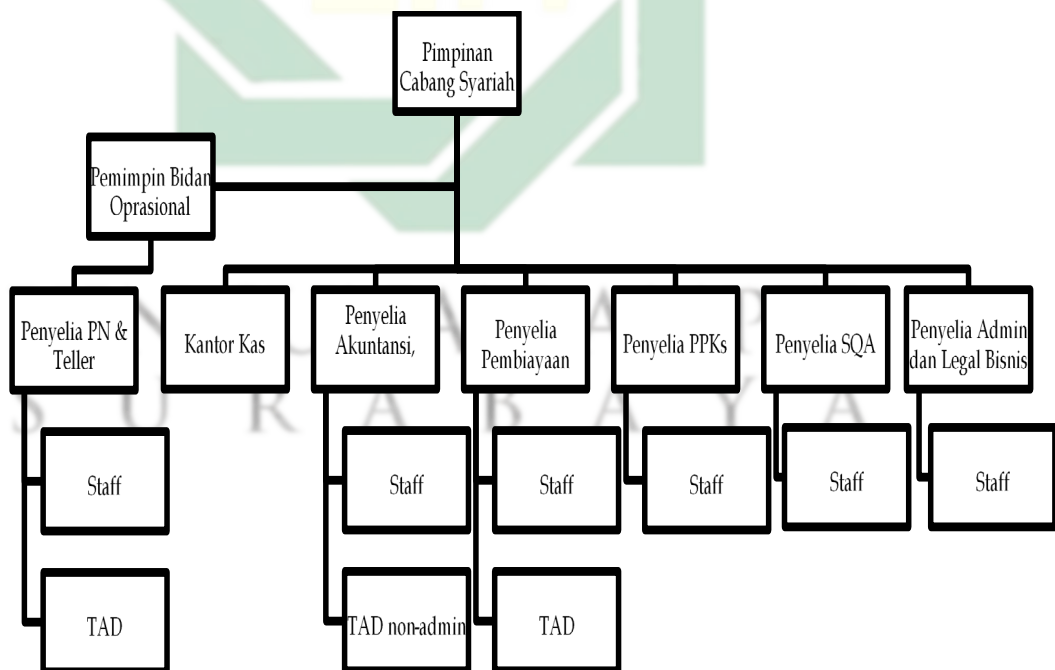 Pimpinan
Cabang Syariah
Pemimpin Bidan
Oprasional
Penyelia PN &
Teller
Kantor Kas
Penyelia
Akuntansi,
Penyelia
Pembiayaan
Penyelia PPKs
Penyelia SQA
Penyelia Admin
dan Legal Bisnis
Staff
Staff
Staff
Staff
Staff
Staff
TAD
TAD non-admin
TAD
S U R A B A Y A